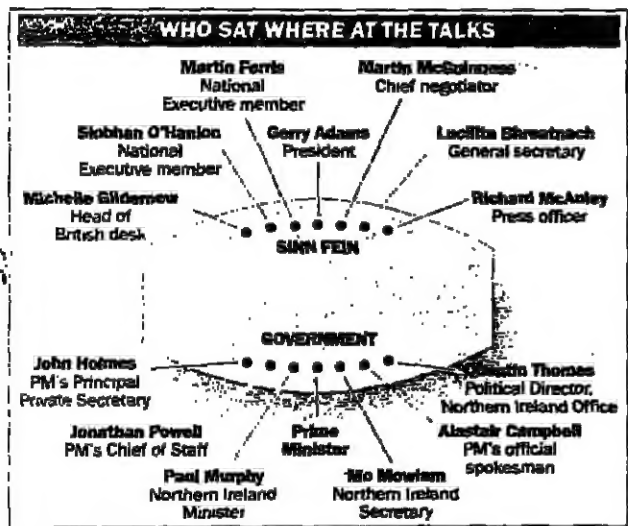 WHO SAT WHERE AT THE TALKS
Martin Ferris
National
Executive member
Martin McGuinness
Chief negotiator
Siobhan O'Hanlon
National
Executive member
Gerry Adams
President
Lucilita Bhreatnach
General secretary
Michelle Gildernew
Head of
British desk
Richard McAuley
Press officer
SINN FEIN
GOVERNMENT
John Holmes
PM's Principal
Private Secretary
Quentin Thomas
Political Director,
Northern Ireland Office
Jonathan Powell
PM's Chief of Staff
Prime
Minister
Alastair Campbell
PM's official
spokesman
Paul Murphy
Northern Ireland
Minister
Mo Mowlam
Northern Ireland
Secretary